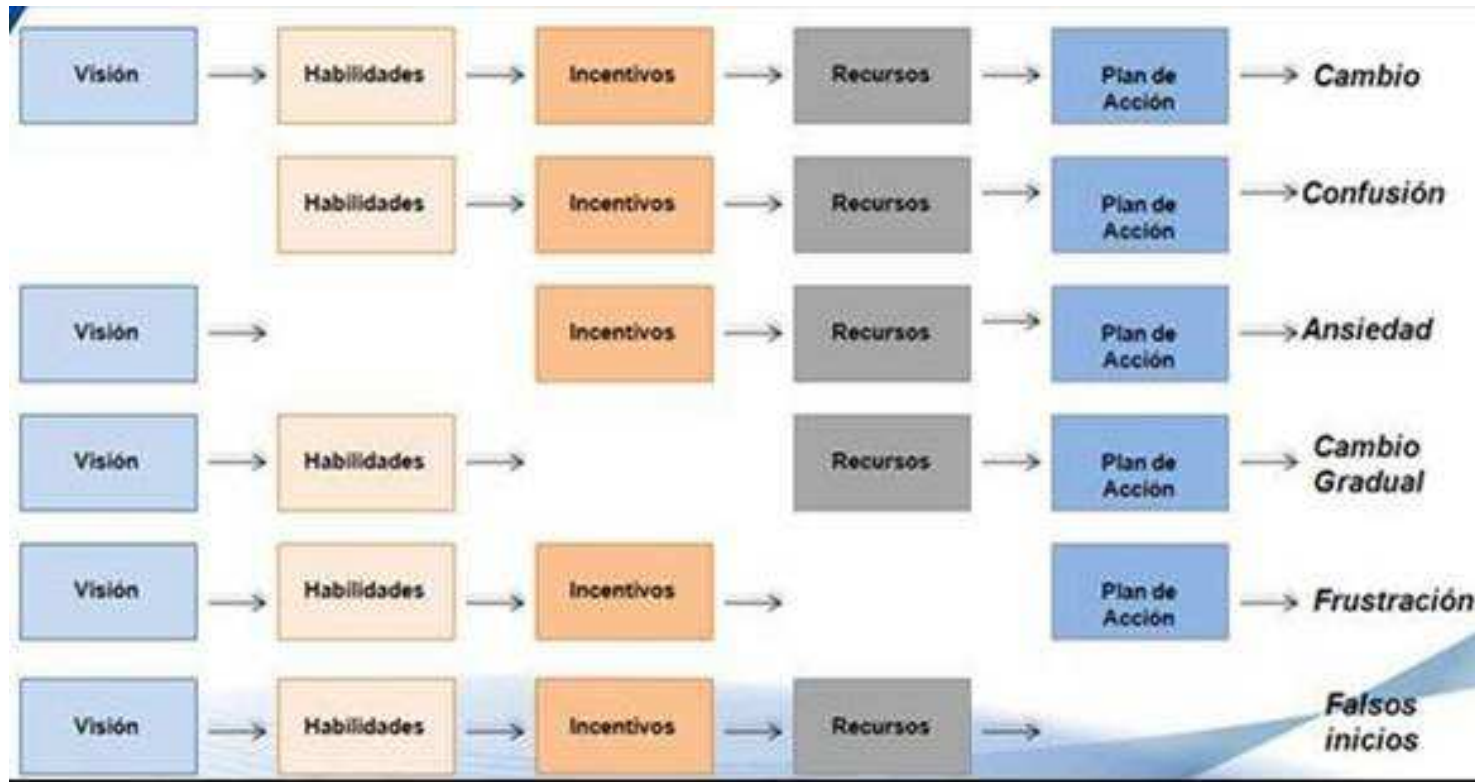 Visión Habilidades Incentivos Recursos Plan de Acción Cambio
Habilidades Incentivos Recursos Plan de Acción Confusión
Visión Incentivos Recursos Plan de Acción Ansiedad
Visión Habilidades Recursos Plan de Acción Cambio Gradual
Visión Habilidades Incentivos Plan de Acción Frustración
Visión Habilidades Incentivos Recursos Falsos inicios